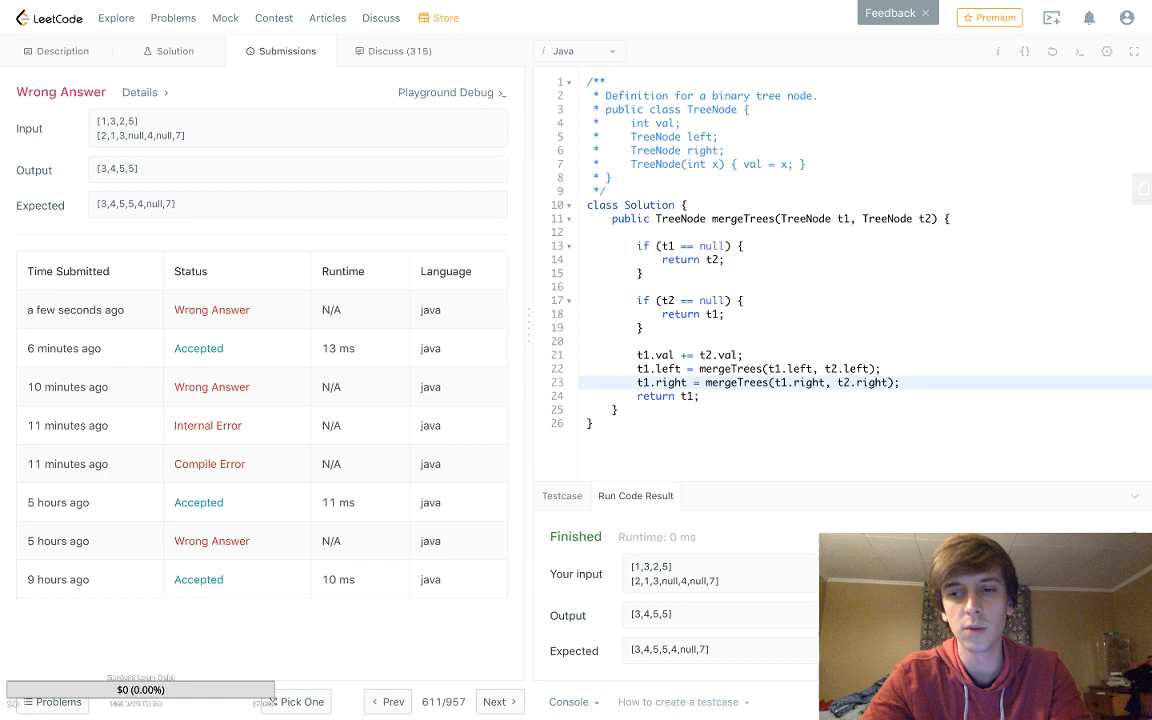 LeetCode Explore Problems Mock Contest Articles Discuss Store Feedback × Premium
Description Solution Submissions Discuss (315) i Java
Wrong Answer Details › Playground Debug >_
Input [1,3,2,5]
[2,1,3,null,4,null,7]
Output [3,4,5,5]
Expected [3,4,5,5,4,null,7]
Time Submitted Status Runtime Language
a few seconds ago Wrong Answer N/A java
6 minutes ago Accepted 13 ms java
10 minutes ago Wrong Answer N/A java
11 minutes ago Internal Error N/A java
11 minutes ago Compile Error N/A java
5 hours ago Accepted 11 ms java
5 hours ago Wrong Answer N/A java
9 hours ago Accepted 10 ms java
1 /**
2 * Definition for a binary tree node.
3 * public class TreeNode {
4 * int val;
5 * TreeNode left;
6 * TreeNode right;
7 * TreeNode(int x) { val = x; }
8 * }
9 */
10 class Solution {
11 public TreeNode mergeTrees(TreeNode t1, TreeNode t2) {
12
13 if (t1 == null) {
14 return t2;
15 }
16
17 if (t2 == null) {
18 return t1;
19 }
20
21 t1.val += t2.val;
22 t1.left = mergeTrees(t1.left, t2.left);
23 t1.right = mergeTrees(t1.right, t2.right);
24 return t1;
25 }
26 }
Testcase Run Code Result
Finished Runtime: 0 ms
Your input [1,3,2,5]
[2,1,3,null,4,null,7]
Output [3,4,5,5]
Expected [3,4,5,5,4,null,7]
Student Loan Debt
$0 (0.00%)
Problems Pick One ‹ Prev 611/957 Next › Console How to create a testcase